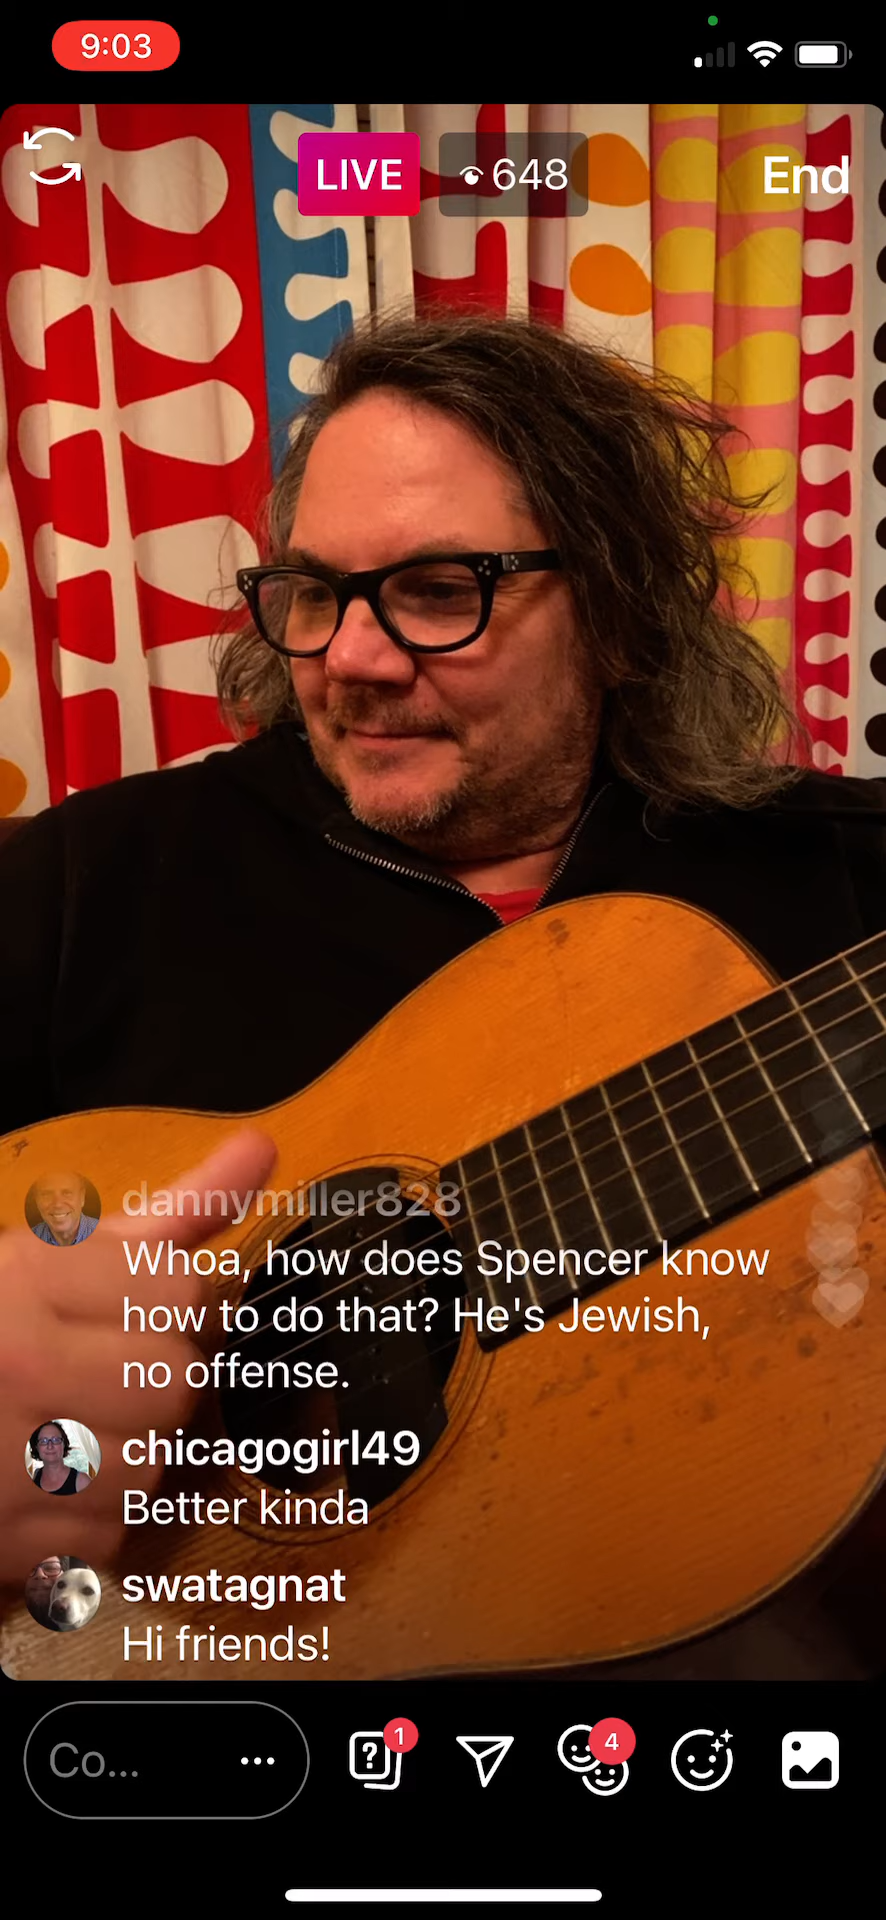 9:03
LIVE
648
End
dannymiller828
Whoa, how does Spencer know
how to do that? He's Jewish,
no offense.
chicagogirl49
Better kinda
swatagnat
Hi friends!
Co...
1
4